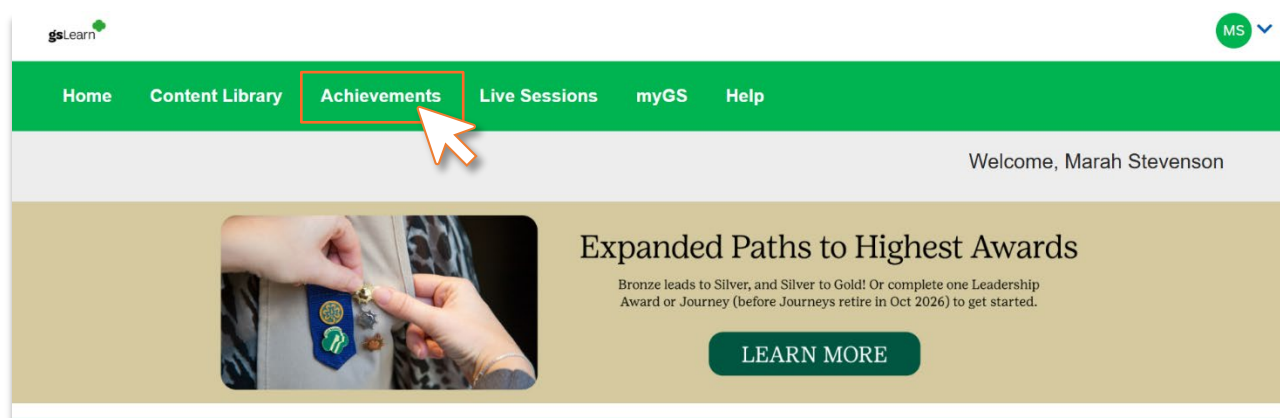 gsLearn
MS
Home Content Library Achievements Live Sessions myGS Help
Welcome, Marah Stevenson
Expanded Paths to Highest Awards
Bronze leads to Silver, and Silver to Gold! Or complete one Leadership
Award or Journey (before Journeys retire in Oct 2026) to get started.
LEARN MORE